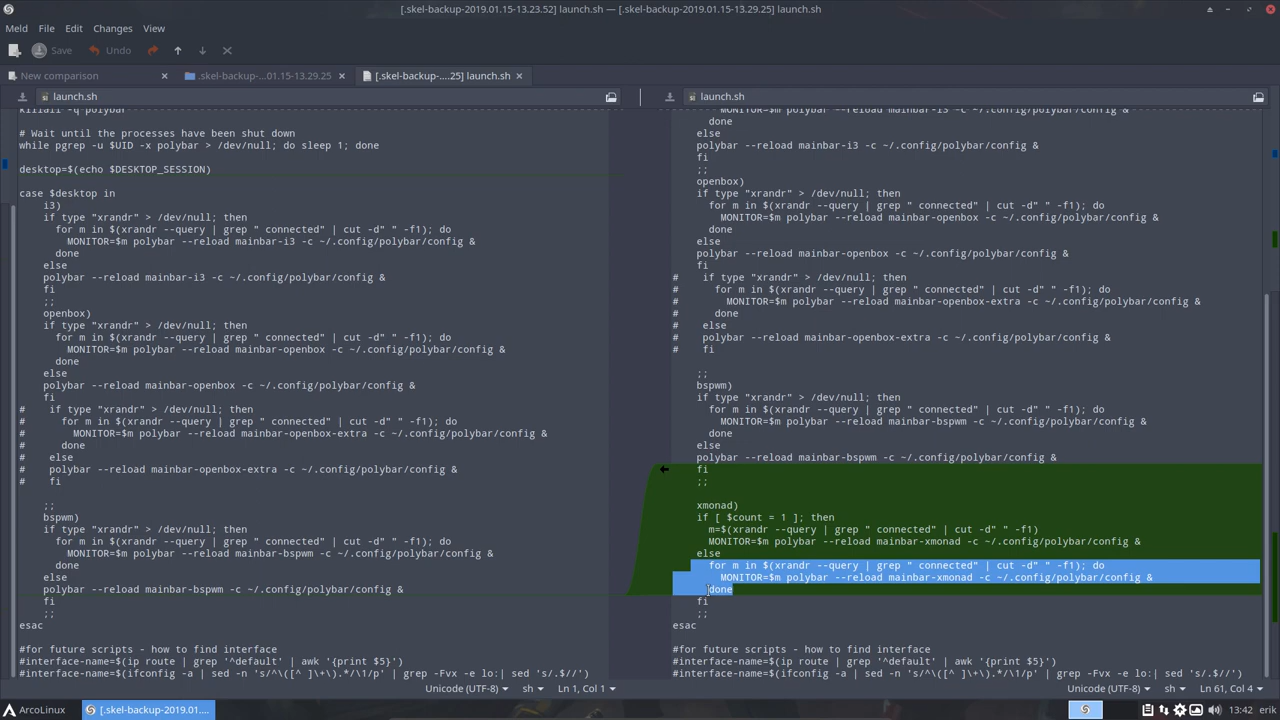 [.skel-backup-2019.01.15-13.23.52] launch.sh — [.skel-backup-2019.01.15-13.29.25] launch.sh
Meld File Edit Changes View
Save Undo
New comparison
.skel-backup-...01.15-13.29.25
[.skel-backup-....25] launch.sh
launch.sh
killall -q polybar
# Wait until the processes have been shut down
while pgrep -u $UID -x polybar > /dev/null; do sleep 1; done
desktop=$(echo $DESKTOP_SESSION)
case $desktop in
i3)
if type "xrandr" > /dev/null; then
for m in $(xrandr --query | grep " connected" | cut -d" " -f1); do
MONITOR=$m polybar --reload mainbar-i3 -c ~/.config/polybar/config &
done
else
polybar --reload mainbar-i3 -c ~/.config/polybar/config &
fi
;;
openbox)
if type "xrandr" > /dev/null; then
for m in $(xrandr --query | grep " connected" | cut -d" " -f1); do
MONITOR=$m polybar --reload mainbar-openbox -c ~/.config/polybar/config &
done
else
polybar --reload mainbar-openbox -c ~/.config/polybar/config &
fi
# if type "xrandr" > /dev/null; then
# for m in $(xrandr --query | grep " connected" | cut -d" " -f1); do
# MONITOR=$m polybar --reload mainbar-openbox-extra -c ~/.config/polybar/config &
# done
# else
# polybar --reload mainbar-openbox-extra -c ~/.config/polybar/config &
# fi
;;
bspwm)
if type "xrandr" > /dev/null; then
for m in $(xrandr --query | grep " connected" | cut -d" " -f1); do
MONITOR=$m polybar --reload mainbar-bspwm -c ~/.config/polybar/config &
done
else
polybar --reload mainbar-bspwm -c ~/.config/polybar/config &
fi
;;
esac
#for future scripts - how to find interface
#interface-name=$(ip route | grep '^default' | awk '{print $5}')
#interface-name=$(ifconfig -a | sed -n 's/^\([^ ]\+\).*/\1/p' | grep -Fvx -e lo:| sed 's/.$//')
Unicode (UTF-8) sh Ln 1, Col 1
launch.sh
MONITOR=$m polybar --reload mainbar-i3 -c ~/.config/polybar/config &
done
else
polybar --reload mainbar-i3 -c ~/.config/polybar/config &
fi
;;
openbox)
if type "xrandr" > /dev/null; then
for m in $(xrandr --query | grep " connected" | cut -d" " -f1); do
MONITOR=$m polybar --reload mainbar-openbox -c ~/.config/polybar/config &
done
else
polybar --reload mainbar-openbox -c ~/.config/polybar/config &
fi
# if type "xrandr" > /dev/null; then
# for m in $(xrandr --query | grep " connected" | cut -d" " -f1); do
# MONITOR=$m polybar --reload mainbar-openbox-extra -c ~/.config/polybar/config &
# done
# else
# polybar --reload mainbar-openbox-extra -c ~/.config/polybar/config &
# fi
;;
bspwm)
if type "xrandr" > /dev/null; then
for m in $(xrandr --query | grep " connected" | cut -d" " -f1); do
MONITOR=$m polybar --reload mainbar-bspwm -c ~/.config/polybar/config &
done
else
polybar --reload mainbar-bspwm -c ~/.config/polybar/config &
fi
;;
xmonad)
if [ $count = 1 ]; then
m=$(xrandr --query | grep " connected" | cut -d" " -f1)
MONITOR=$m polybar --reload mainbar-xmonad -c ~/.config/polybar/config &
else
for m in $(xrandr --query | grep " connected" | cut -d" " -f1); do
MONITOR=$m polybar --reload mainbar-xmonad -c ~/.config/polybar/config &
done
fi
;;
esac
#for future scripts - how to find interface
#interface-name=$(ip route | grep '^default' | awk '{print $5}')
#interface-name=$(ifconfig -a | sed -n 's/^\([^ ]\+\).*/\1/p' | grep -Fvx -e lo:| sed 's/.$//')
Unicode (UTF-8) sh Ln 61, Col 4
ArcoLinux
[.skel-backup-2019.01....
13:42 erik